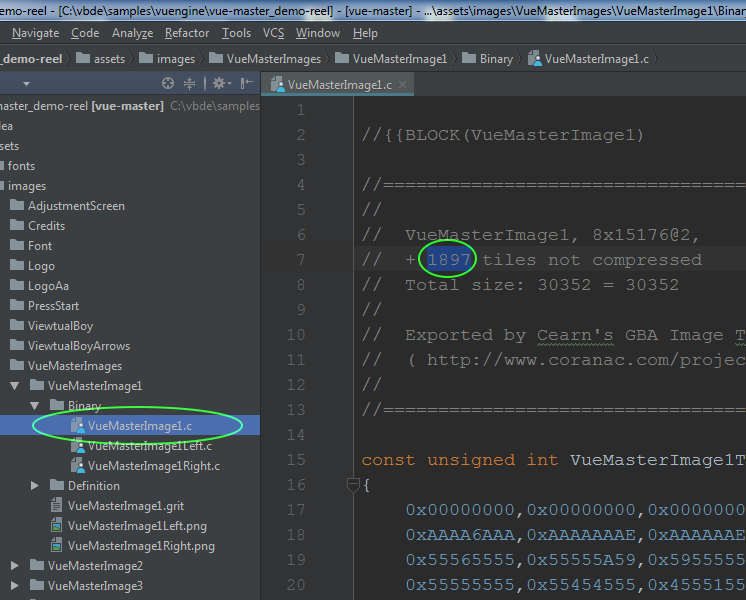 emo-reel - [C:\vbde\samples\vuengine\vue-master_demo-reel] - [vue-master] - ...\assets\images\VueMasterImages\VueMasterImage1\Binar
Navigate Code Analyze Refactor Tools VCS Window Help
_demo-reel assets images VueMasterImages VueMasterImage1 Binary VueMasterImage1.c
VueMasterImage1.c
master_demo-reel [vue-master] C:\vbde\samples
dea
sets
fonts
images
AdjustmentScreen
Credits
Font
Logo
LogoAa
PressStart
ViewtualBoy
ViewtualBoyArrows
VueMasterImages
VueMasterImage1
Binary
VueMasterImage1.c
VueMasterImage1Left.c
VueMasterImage1Right.c
Definition
VueMasterImage1.grit
VueMasterImage1Left.png
VueMasterImage1Right.png
VueMasterImage2
VueMasterImage3
1
2 //{{BLOCK(VueMasterImage1)
3
4 //==================================
5 //
6 // VueMasterImage1, 8x15176@2,
7 // + 1897 tiles not compressed
8 // Total size: 30352 = 30352
9 //
10 // Exported by Cearn's GBA Image T
11 // ( http://www.coranac.com/projec
12 //
13 //==================================
14
15 const unsigned int VueMasterImage1T
16 {
17 0x00000000,0x00000000,0x0000000
18 0xAAAA6AAA,0xAAAAAAAE,0xAAAAAAE
19 0x55565555,0x55555A59,0x5955555
20 0x55555555,0x55454555,0x4555155